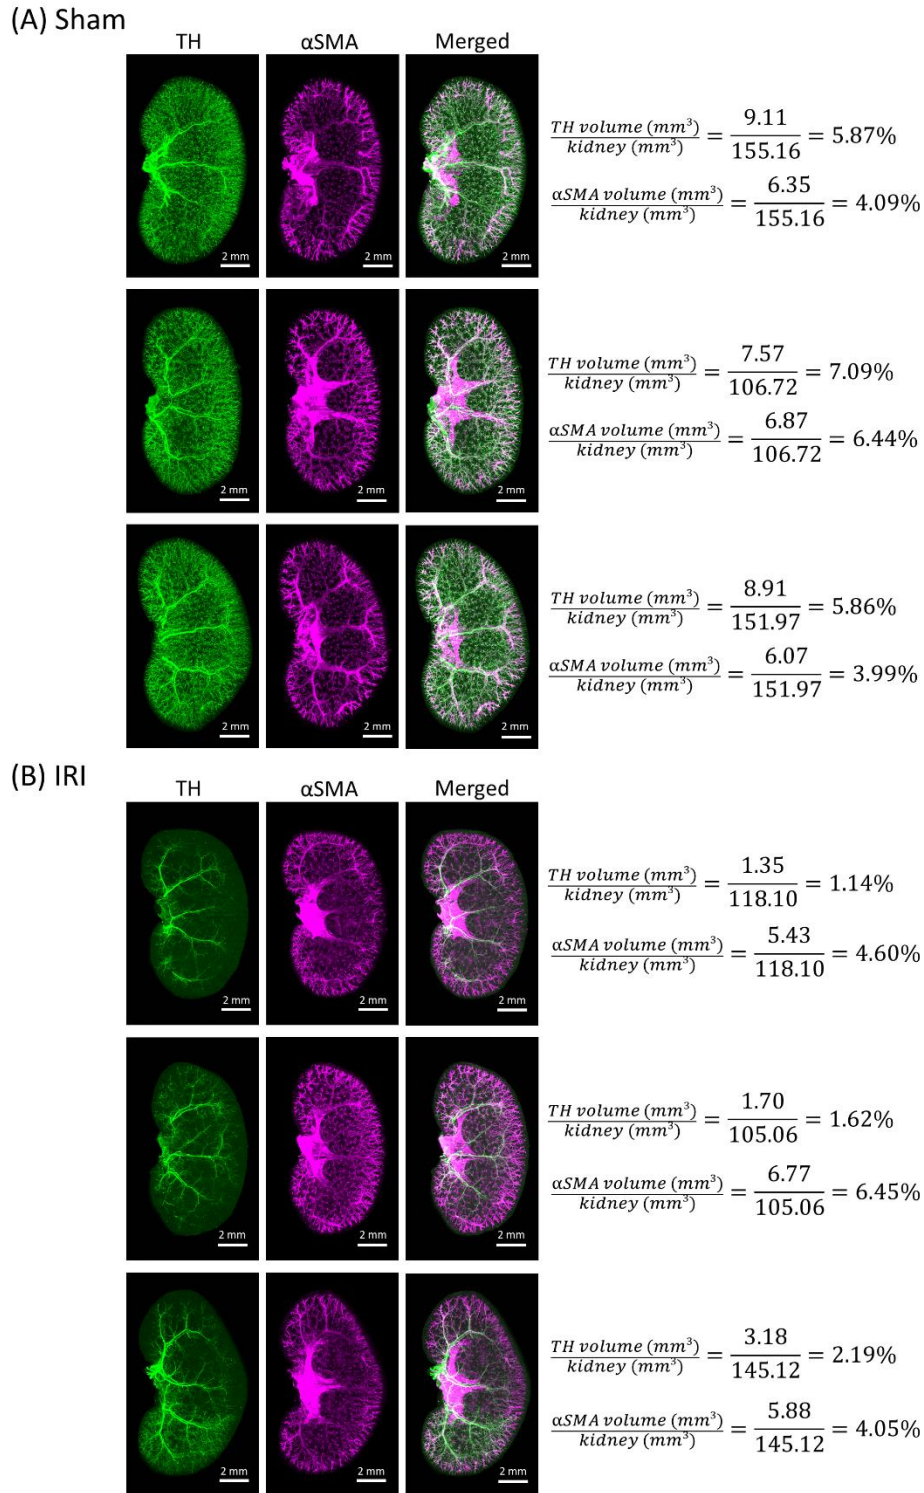 (A) Sham
TH αSMA Merged
2 mm 2 mm 2 mm
TH volume (mm³) / kidney (mm³) = 9.11 / 155.16 = 5.87%
αSMA volume (mm³) / kidney (mm³) = 6.35 / 155.16 = 4.09%
2 mm 2 mm 2 mm
TH volume (mm³) / kidney (mm³) = 7.57 / 106.72 = 7.09%
αSMA volume (mm³) / kidney (mm³) = 6.87 / 106.72 = 6.44%
2 mm 2 mm 2 mm
TH volume (mm³) / kidney (mm³) = 8.91 / 151.97 = 5.86%
αSMA volume (mm³) / kidney (mm³) = 6.07 / 151.97 = 3.99%
(B) IRI
TH αSMA Merged
2 mm 2 mm 2 mm
TH volume (mm³) / kidney (mm³) = 1.35 / 118.10 = 1.14%
αSMA volume (mm³) / kidney (mm³) = 5.43 / 118.10 = 4.60%
2 mm 2 mm 2 mm
TH volume (mm³) / kidney (mm³) = 1.70 / 105.06 = 1.62%
αSMA volume (mm³) / kidney (mm³) = 6.77 / 105.06 = 6.45%
2 mm 2 mm 2 mm
TH volume (mm³) / kidney (mm³) = 3.18 / 145.12 = 2.19%
αSMA volume (mm³) / kidney (mm³) = 5.88 / 145.12 = 4.05%